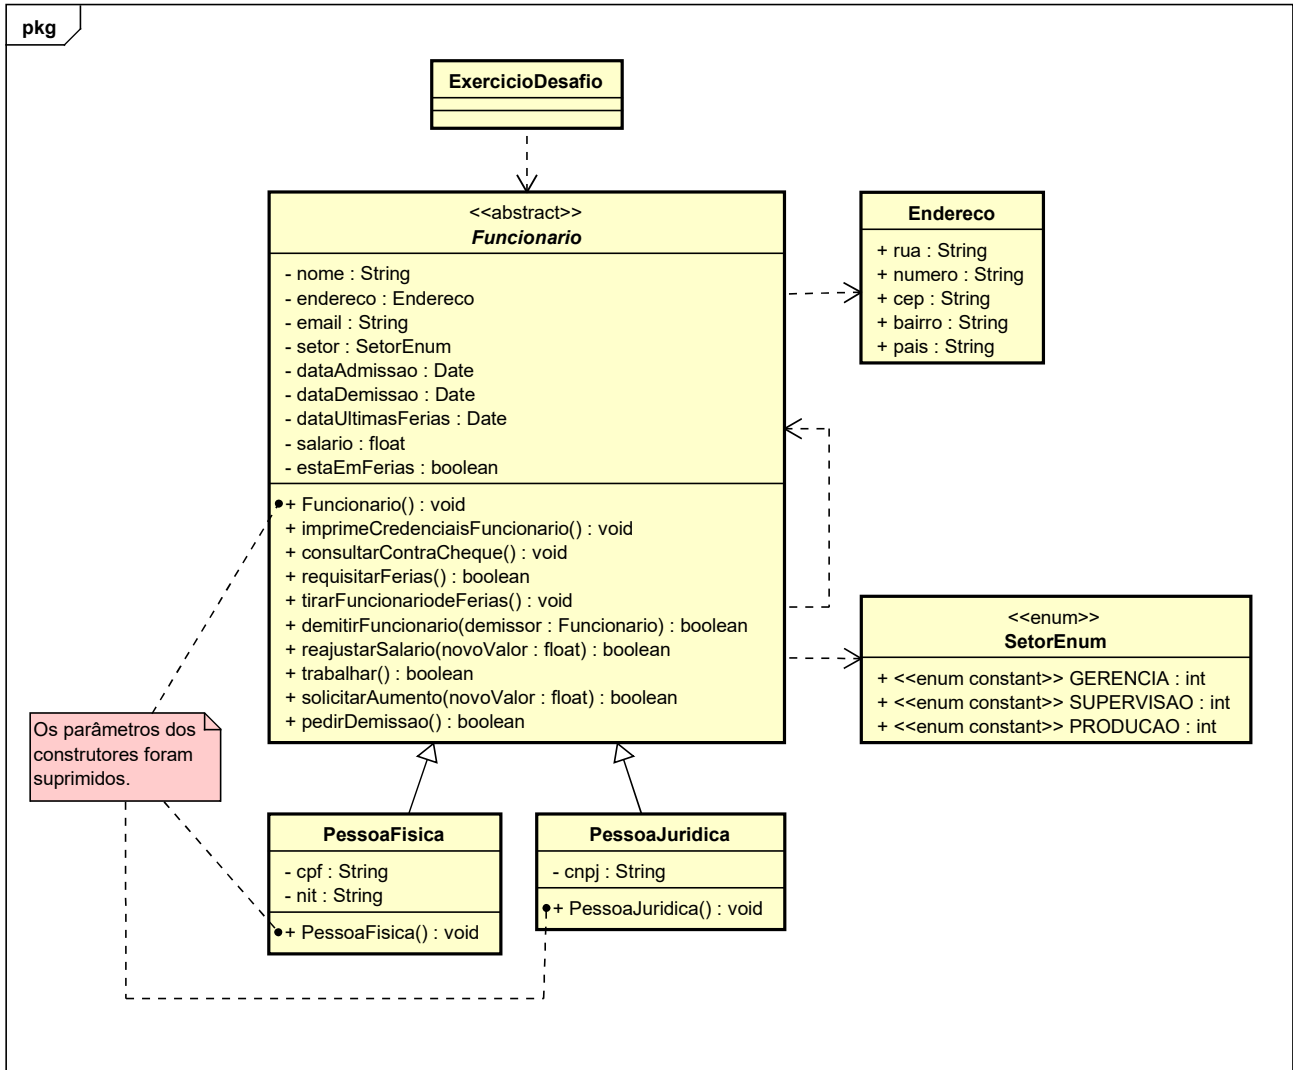 pkg
ExercicioDesafio
<<abstract>>
Funcionario
- nome : String
- endereco : Endereco
- email : String
- setor : SetorEnum
- dataAdmissao : Date
- dataDemissao : Date
- dataUltimasFerias : Date
- salario : float
- estaEmFerias : boolean
+ Funcionario() : void
+ imprimeCredenciaisFuncionario() : void
+ consultarContraCheque() : void
+ requisitarFerias() : boolean
+ tirarFuncionariodeFerias() : void
+ demitirFuncionario(demissor : Funcionario) : boolean
+ reajustarSalario(novoValor : float) : boolean
+ trabalhar() : boolean
+ solicitarAumento(novoValor : float) : boolean
+ pedirDemissao() : boolean
Endereco
+ rua : String
+ numero : String
+ cep : String
+ bairro : String
+ pais : String
<<enum>>
SetorEnum
+ <<enum constant>> GERENCIA : int
+ <<enum constant>> SUPERVISAO : int
+ <<enum constant>> PRODUCAO : int
Os parâmetros dos
construtores foram
suprimidos.
PessoaFisica
- cpf : String
- nit : String
+ PessoaFisica() : void
PessoaJuridica
- cnpj : String
+ PessoaJuridica() : void